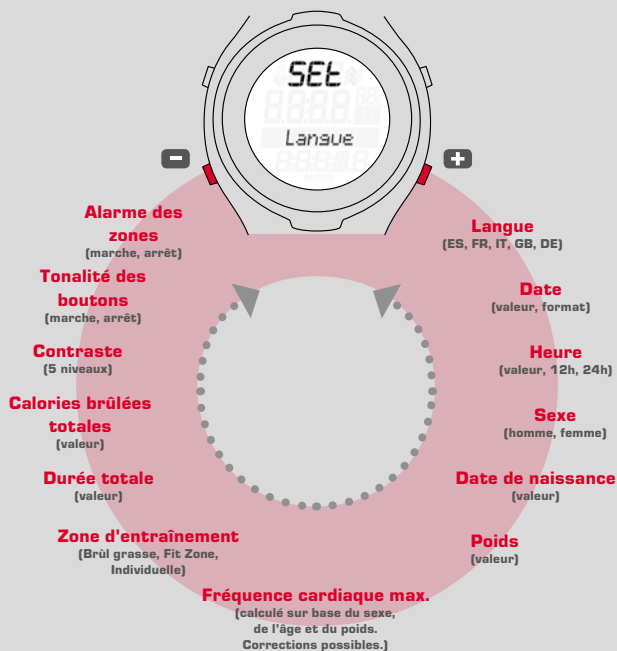 SEt
Langue
Alarme des
zones
(marche, arrêt)
Tonalité des
boutons
(marche, arrêt)
Contraste
(5 niveaux)
Calories brûlées
totales
(valeur)
Durée totale
(valeur)
Zone d'entraînement
(Brùl grasse, Fit Zone,
Individuelle)
Fréquence cardiaque max.
(calculé sur base du sexe,
de l'âge et du poids.
Corrections possibles.)
Langue
(ES, FR, IT, GB, DE)
Date
(valeur, format)
Heure
(valeur, 12h, 24h)
Sexe
(homme, femme)
Date de naissance
(valeur)
Poids
(valeur)